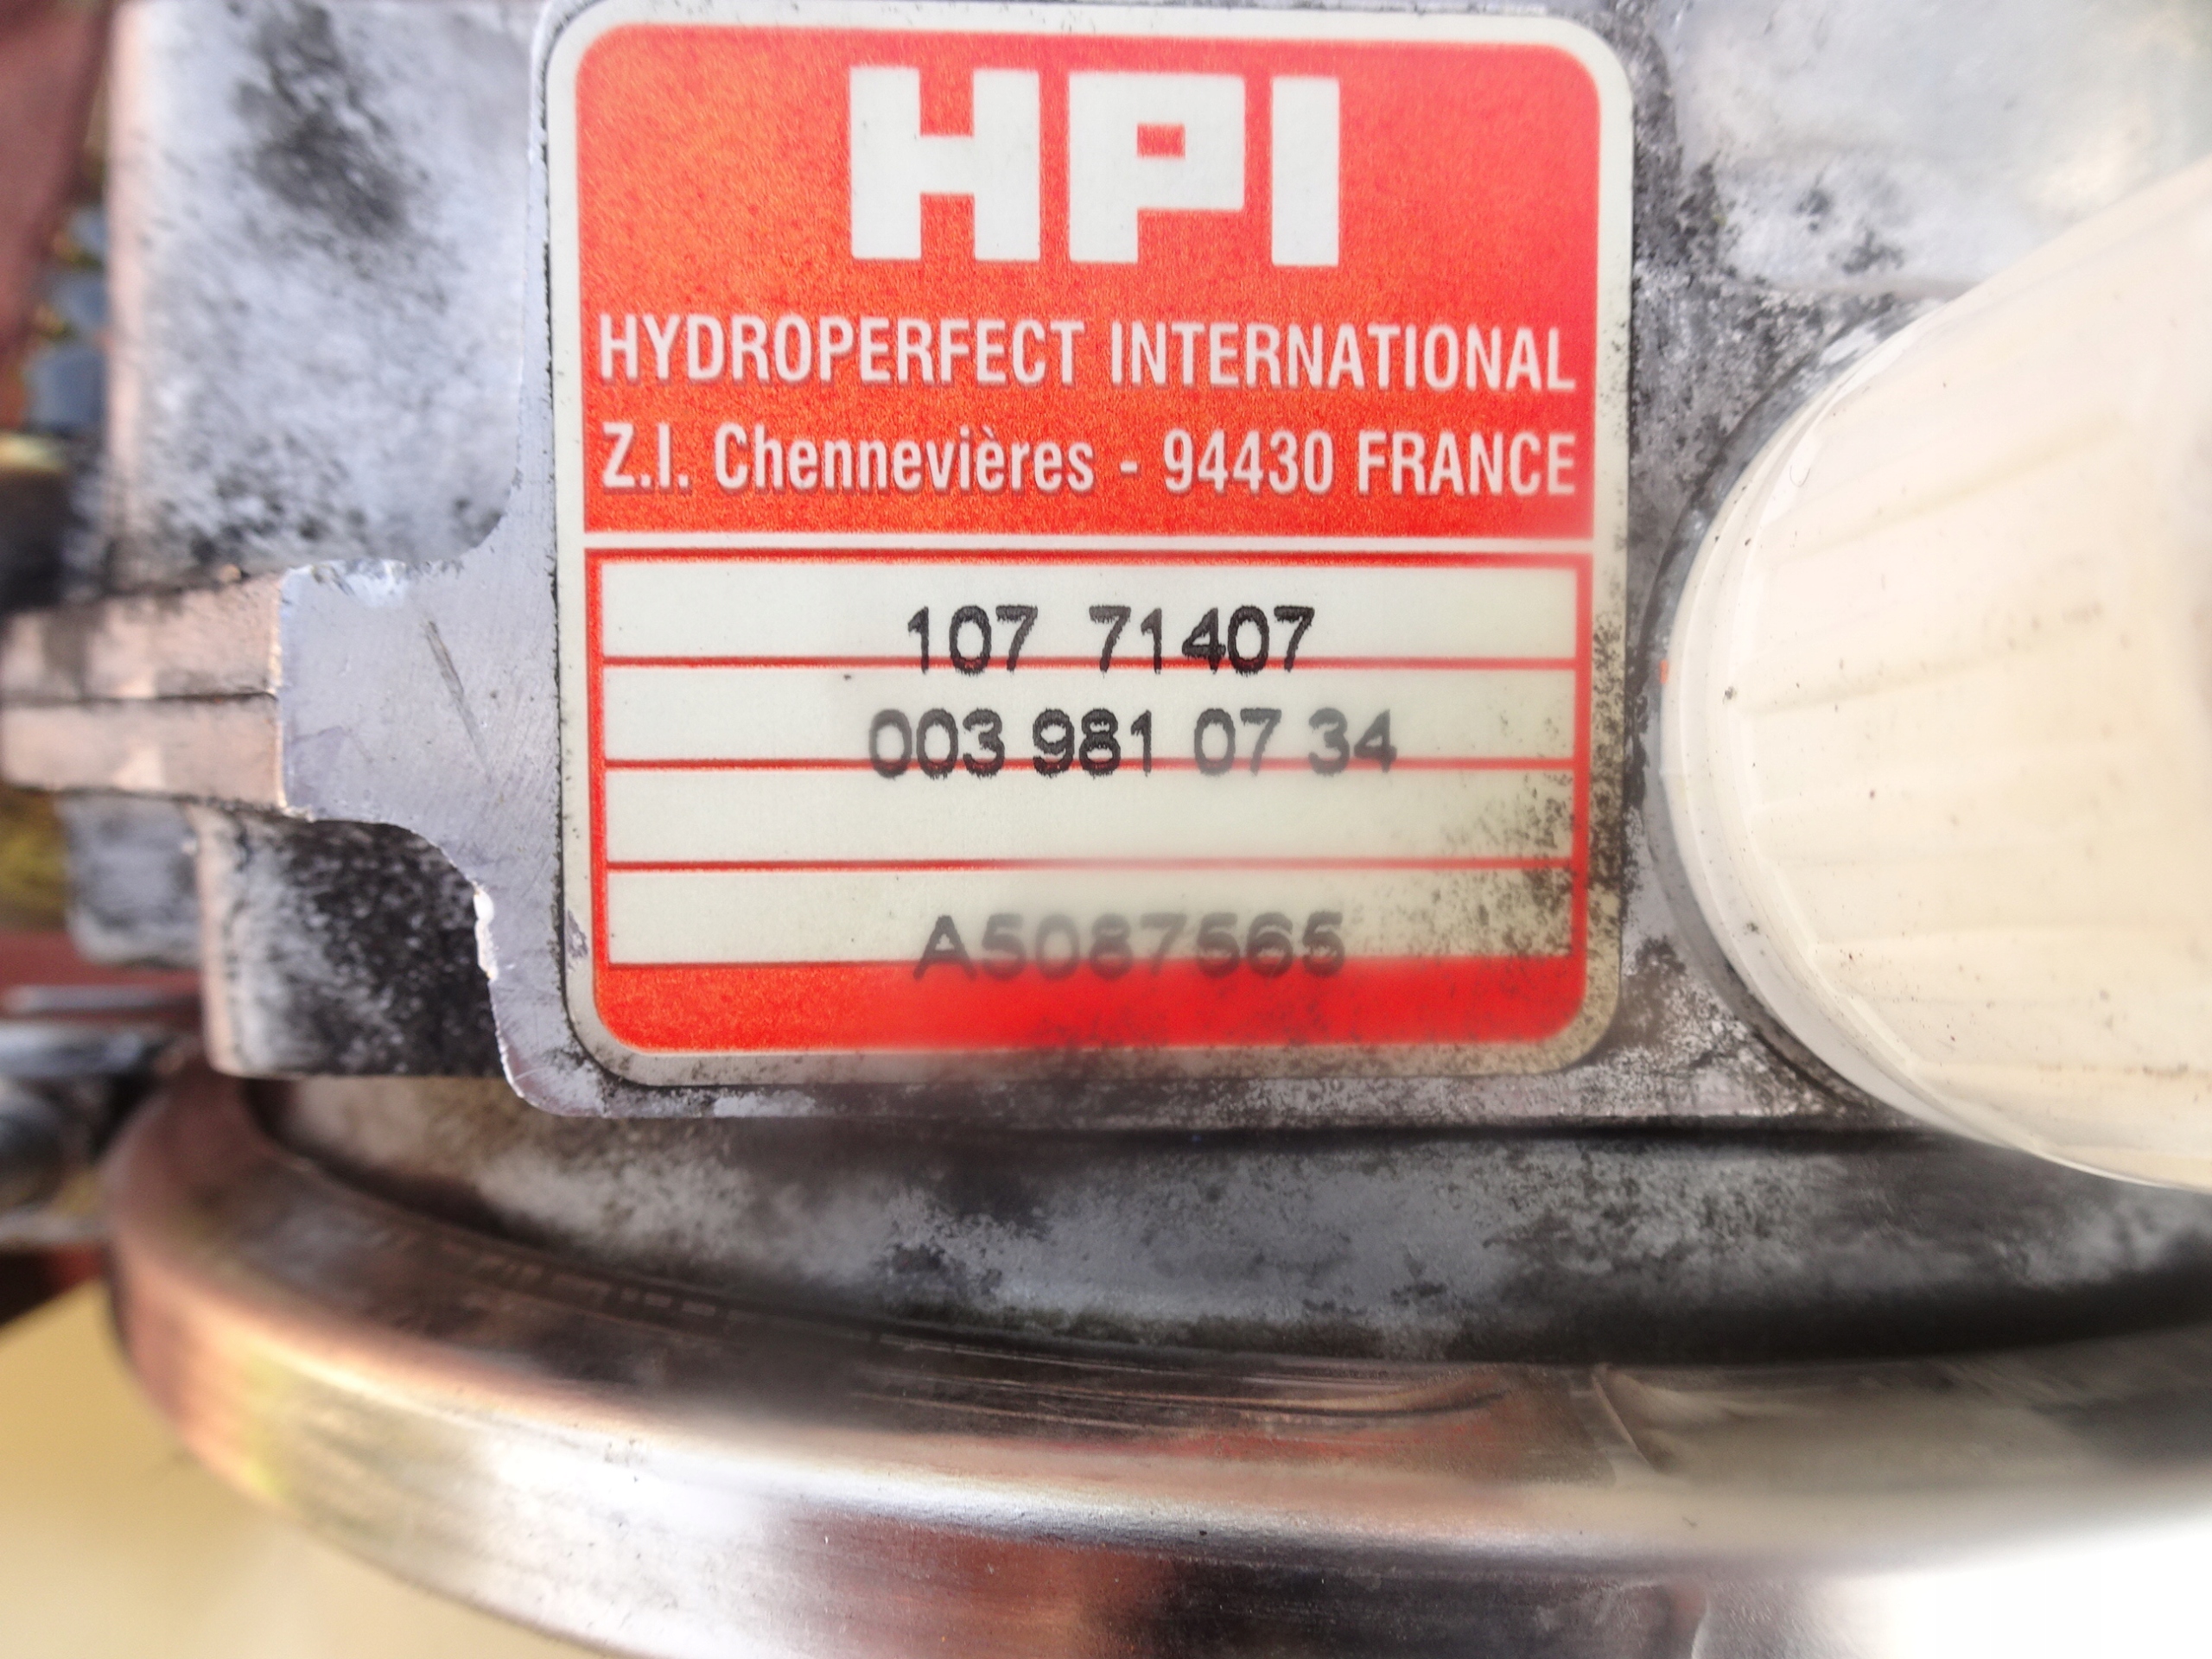 HPI
HYDROPERFECT INTERNATIONAL
Z.I. Chennevières - 94430 FRANCE
107 71407
003 981 07 34
A5087565